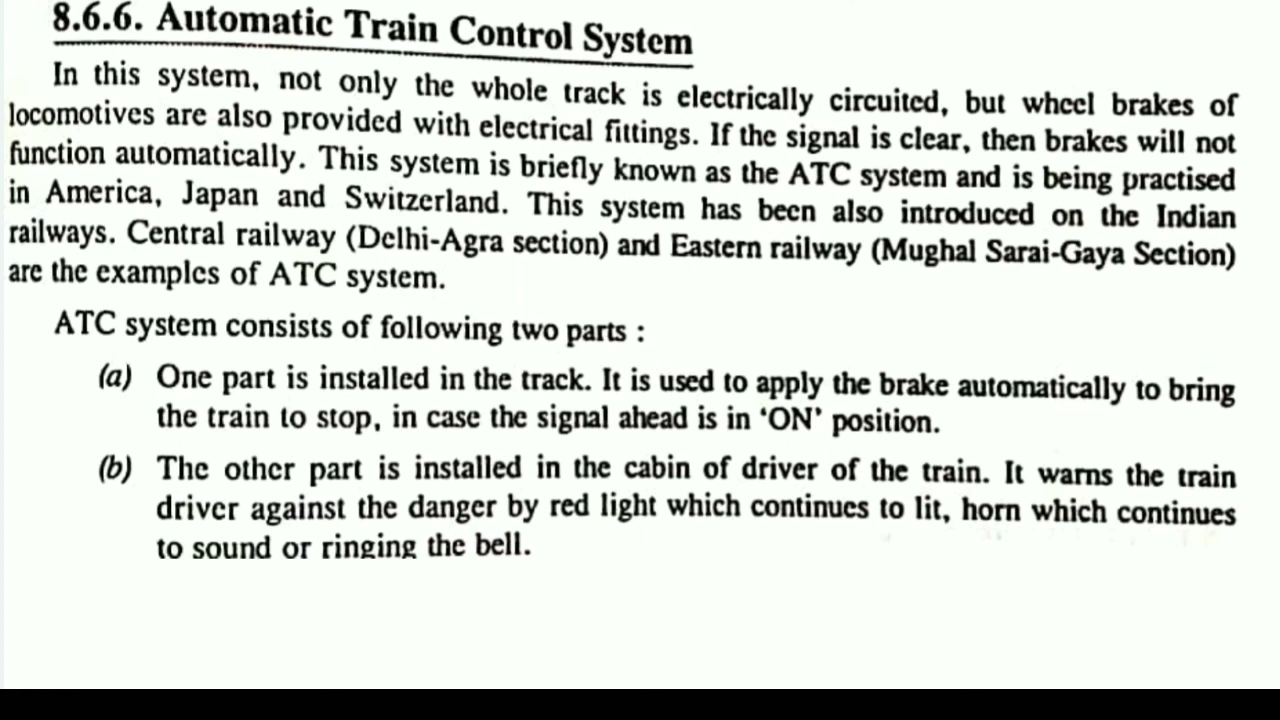 8.6.6. Automatic Train Control System
In this system, not only the whole track is electrically circuited, but wheel brakes of
locomotives are also provided with electrical fittings. If the signal is clear, then brakes will not
function automatically. This system is briefly known as the ATC system and is being practised
in America, Japan and Switzerland. This system has been also introduced on the Indian
railways. Central railway (Delhi-Agra section) and Eastern railway (Mughal Sarai-Gaya Section)
are the examples of ATC system.
ATC system consists of following two parts :
(a) One part is installed in the track. It is used to apply the brake automatically to bring
the train to stop, in case the signal ahead is in ‘ON’ position.
(b) The other part is installed in the cabin of driver of the train. It warns the train
driver against the danger by red light which continues to lit, horn which continues
to sound or ringing the bell.